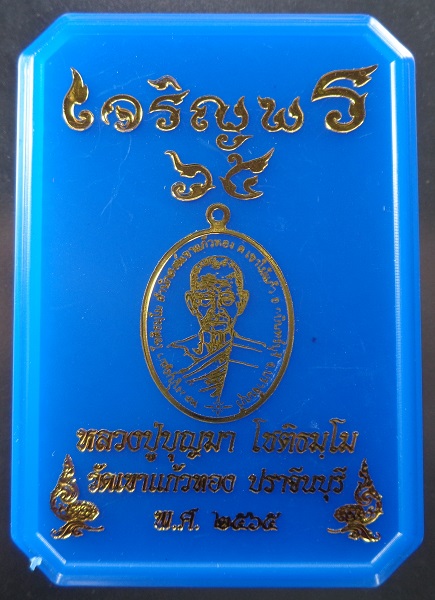 เจริญพร
๖๕
หลวงปู่บุญมา โชติธมฺโม
วัดเขาแก้วทอง ปราจีนบุรี
พ.ศ. ๒๕๖๕